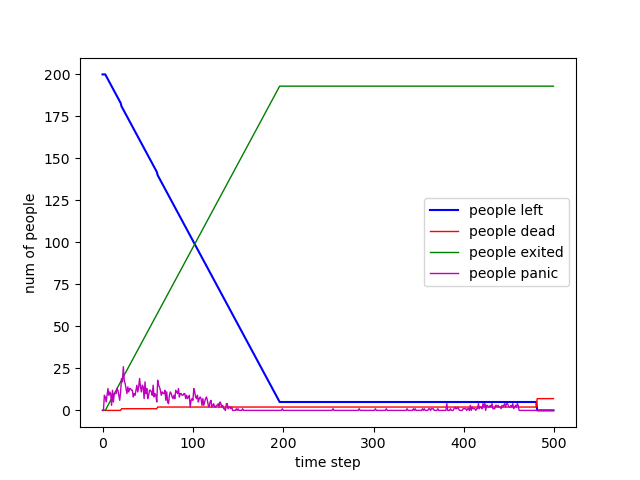 200
175
150
125
100
75
50
25
0
num of people
people left
people dead
people exited
people panic
0 100 200 300 400 500
time step